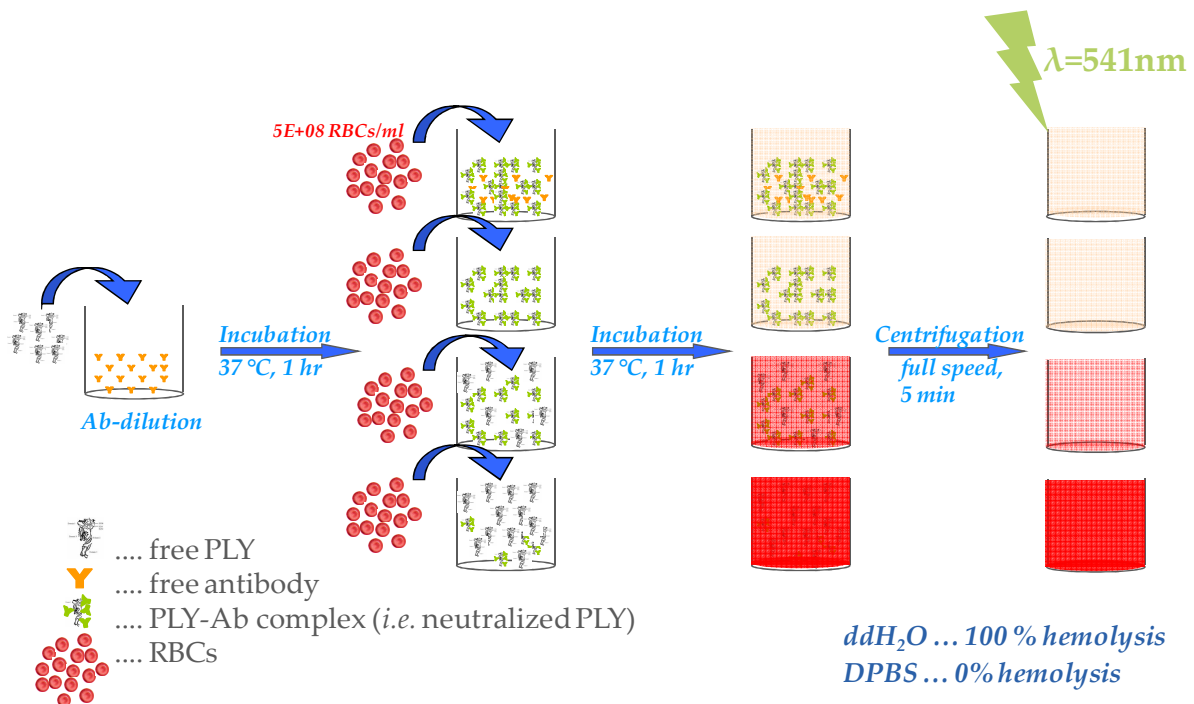 λ=541nm
5E+08 RBCs/ml
Incubation
37 °C, 1 hr
Incubation
37 °C, 1 hr
Centrifugation
full speed,
5 min
Ab-dilution
.... free PLY
.... free antibody
.... PLY-Ab complex (i.e. neutralized PLY)
.... RBCs
ddH₂O ... 100 % hemolysis
DPBS ... 0% hemolysis